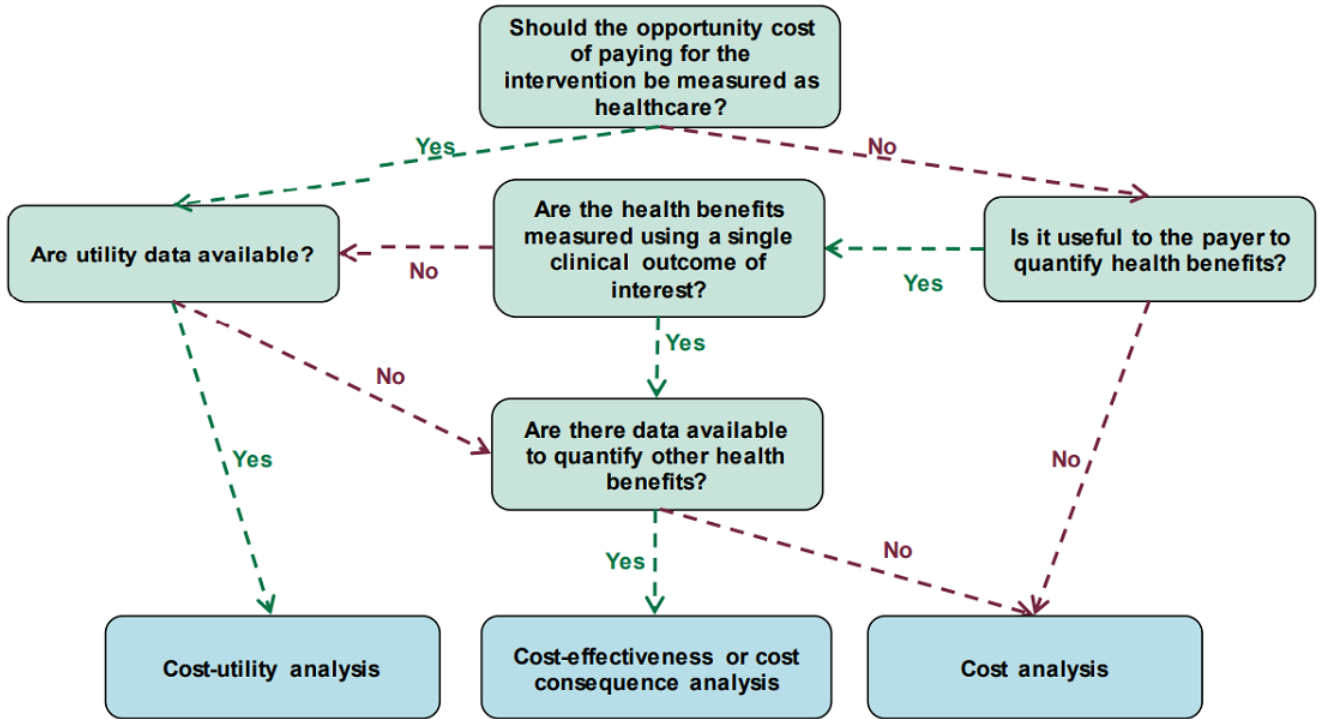 Should the opportunity cost
of paying for the
intervention be measured as
healthcare?
Yes
No
Are utility data available?
Are the health benefits
measured using a single
clinical outcome of
interest?
Is it useful to the payer to
quantify health benefits?
No
Yes
Yes
No
Are there data available
to quantify other health
benefits?
Yes
No
Yes
No
Cost-utility analysis
Cost-effectiveness or cost
consequence analysis
Cost analysis